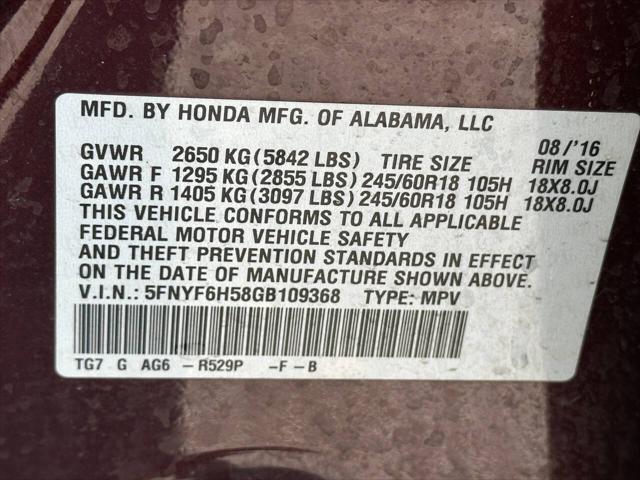 MFD. BY HONDA MFG. OF ALABAMA, LLC 08/'16
GVWR 2650 KG (5842 LBS) TIRE SIZE RIM SIZE
GAWR F 1295 KG (2855 LBS) 245/60R18 105H 18X8.0J
GAWR R 1405 KG (3097 LBS) 245/60R18 105H 18X8.0J
THIS VEHICLE CONFORMS TO ALL APPLICABLE
FEDERAL MOTOR VEHICLE SAFETY
AND THEFT PREVENTION STANDARDS IN EFFECT
ON THE DATE OF MANUFACTURE SHOWN ABOVE.
V.I.N.: 5FNYF6H58GB109368 TYPE: MPV
TG7 G AG6 -R529P -F-B